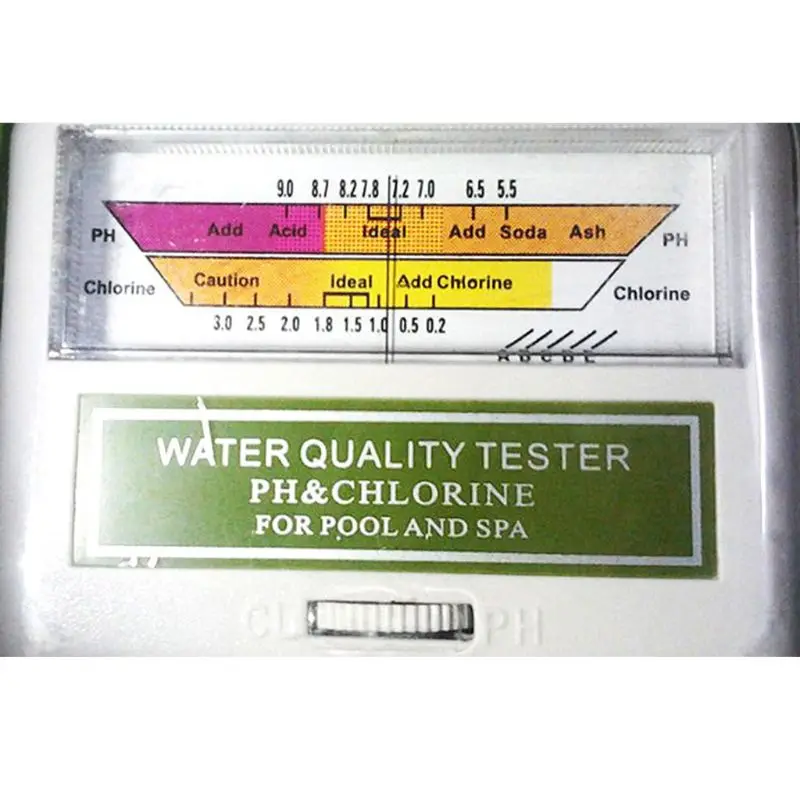 9.0 8.7 8.2 7.8 7.2 7.0 6.5 5.5
PH Add Acid Ideal Add Soda Ash PH
Chlorine Caution Ideal Add Chlorine Chlorine
3.0 2.5 2.0 1.8 1.5 1.0 0.5 0.2
A B C D E
WATER QUALITY TESTER
PH&CHLORINE
FOR POOL AND SPA
CL PH